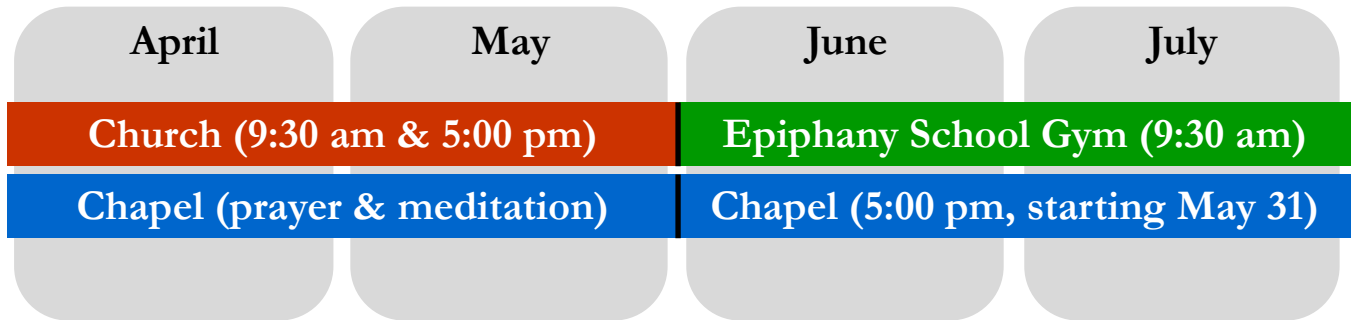 April May June July
Church (9:30 am & 5:00 pm) Epiphany School Gym (9:30 am)
Chapel (prayer & meditation) Chapel (5:00 pm, starting May 31)